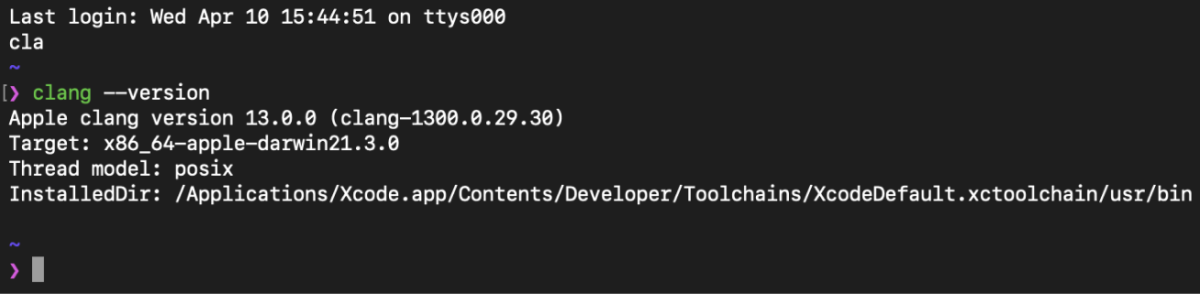 Last login: Wed Apr 10 15:44:51 on ttys000
cla
~
[❯ clang --version
Apple clang version 13.0.0 (clang-1300.0.29.30)
Target: x86_64-apple-darwin21.3.0
Thread model: posix
InstalledDir: /Applications/Xcode.app/Contents/Developer/Toolchains/XcodeDefault.xctoolchain/usr/bin
~
❯